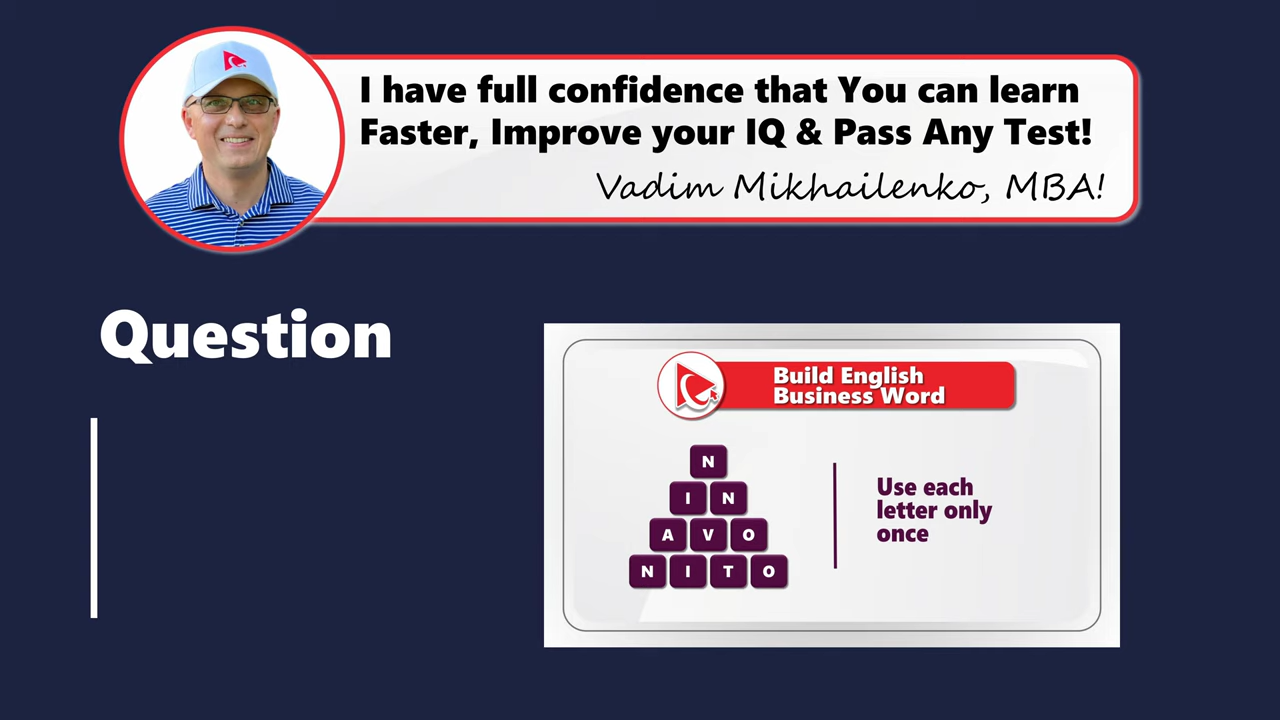 I have full confidence that You can learn
Faster, Improve your IQ & Pass Any Test!
Vadim Mikhailenko, MBA!
Question
Build English
Business Word
N
I N
A V O
N I T O
Use each
letter only
once